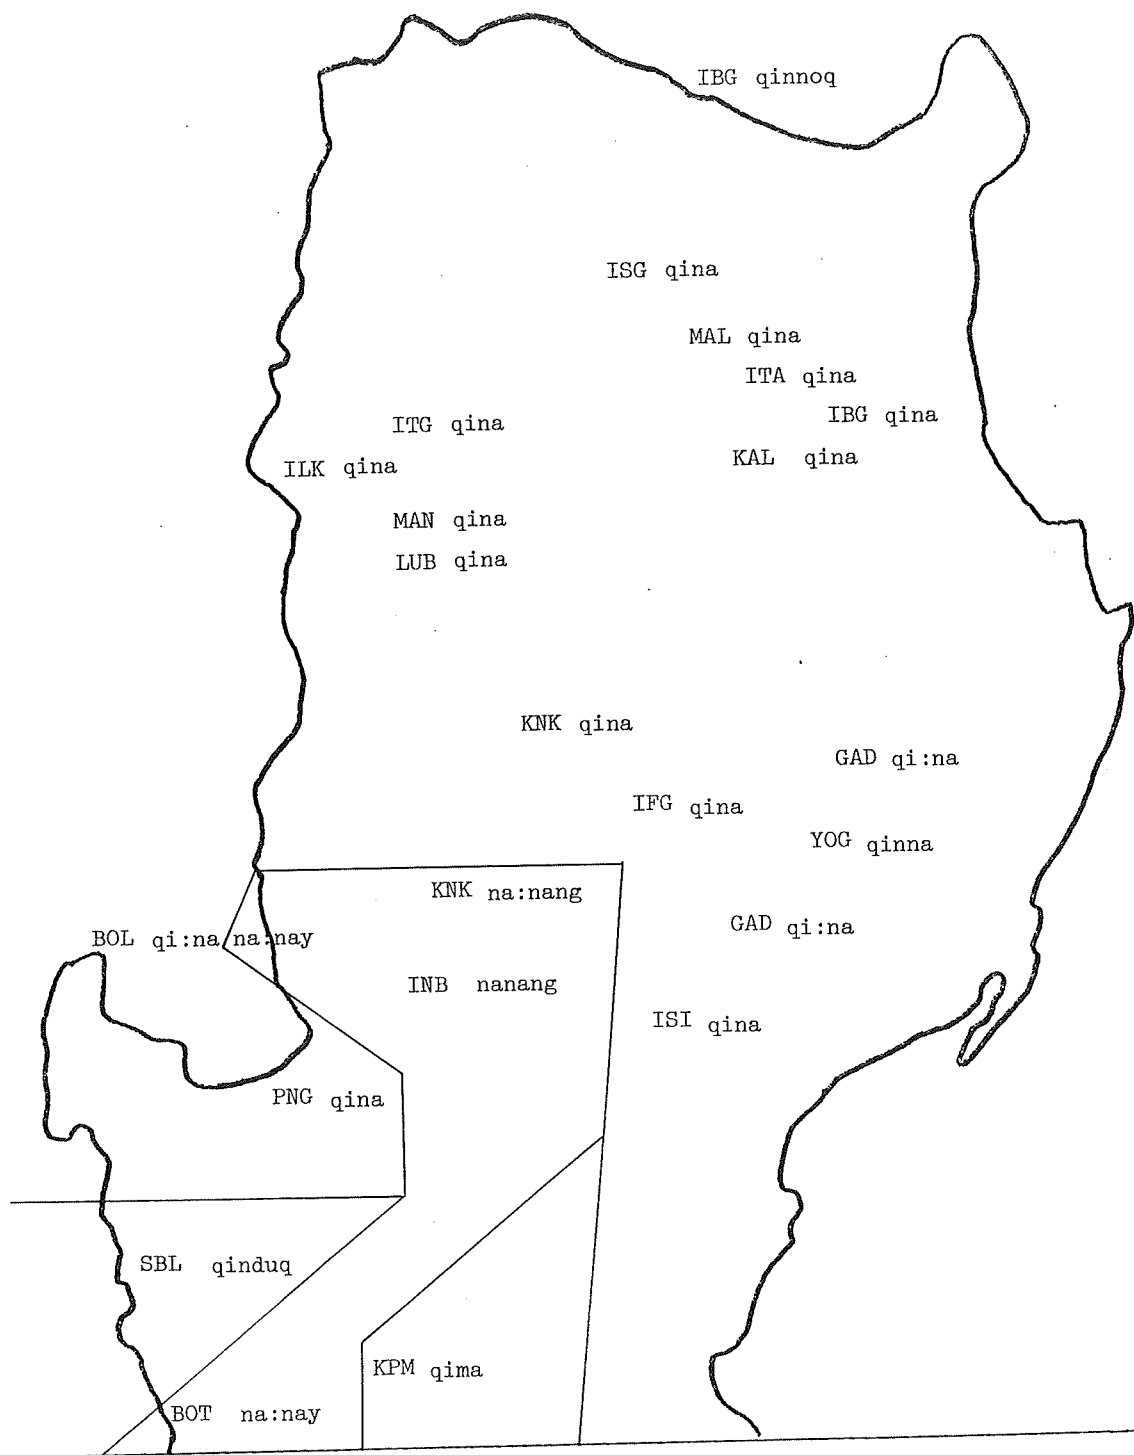 IBG qinnoq
ISG qina
MAL qina
ITA qina
IBG qina
ITG qina
KAL qina
ILK qina
MAN qina
LUB qina
KNK qina
GAD qi:na
IFG qina
YOG qinna
KNK na:nang
GAD qi:na
BOL qi:na/na:nay
INB nanang
ISI qina
PNG qina
SBL qinduq
KPM qima
BOT na:nay